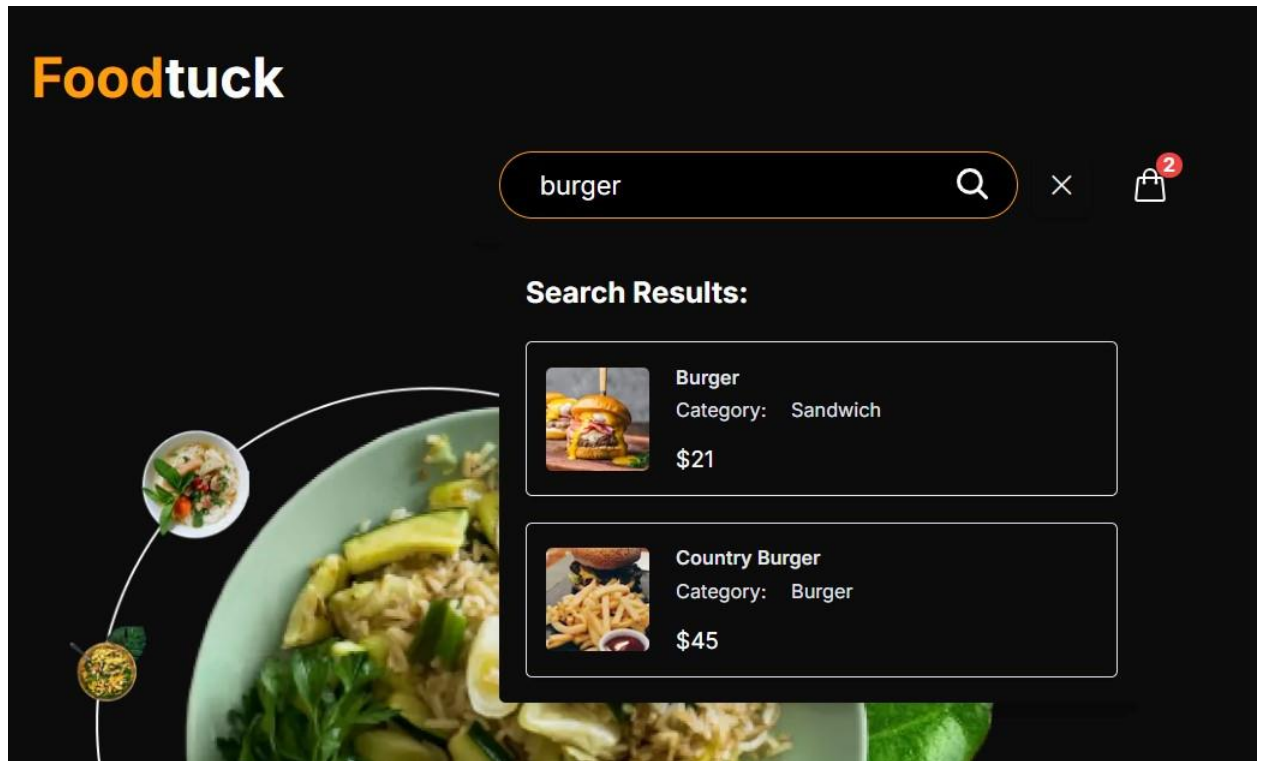 Foodtuck
burger
2
Search Results:
Burger
Category: Sandwich
$21
Country Burger
Category: Burger
$45